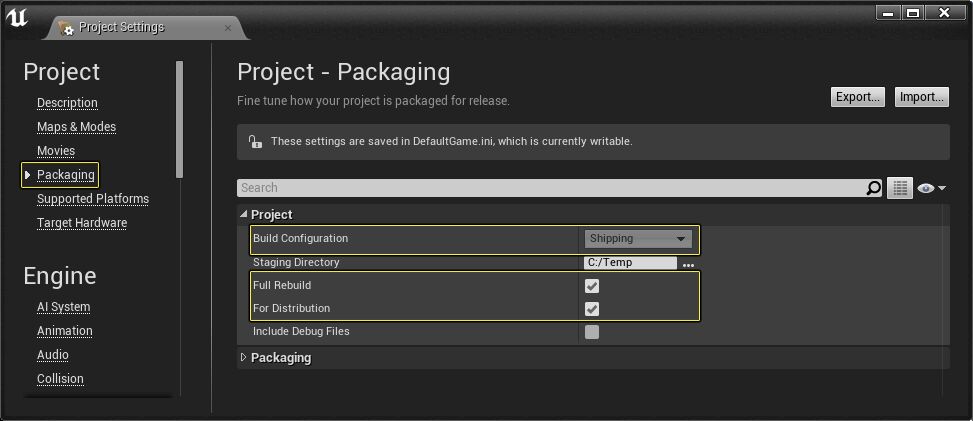 Project Settings
Project
Description
Maps & Modes
Movies
Packaging
Supported Platforms
Target Hardware
Engine
AI System
Animation
Audio
Collision
Project - Packaging
Fine tune how your project is packaged for release.
Export...
Import...
These settings are saved in DefaultGame.ini, which is currently writable.
Search
Project
Build Configuration
Shipping
Staging Directory
C:/Temp
...
Full Rebuild
For Distribution
Include Debug Files
Packaging